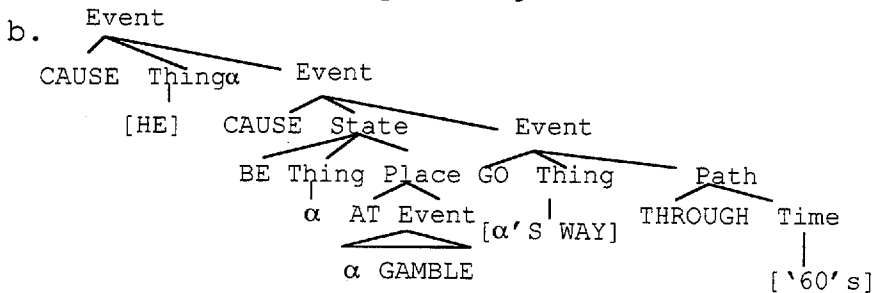 b. Event
CAUSE Thingα Event
[HE] CAUSE State Event
BE Thing Place GO Thing Path
α AT Event [α'S WAY] THROUGH Time
α GAMBLE ['60's]